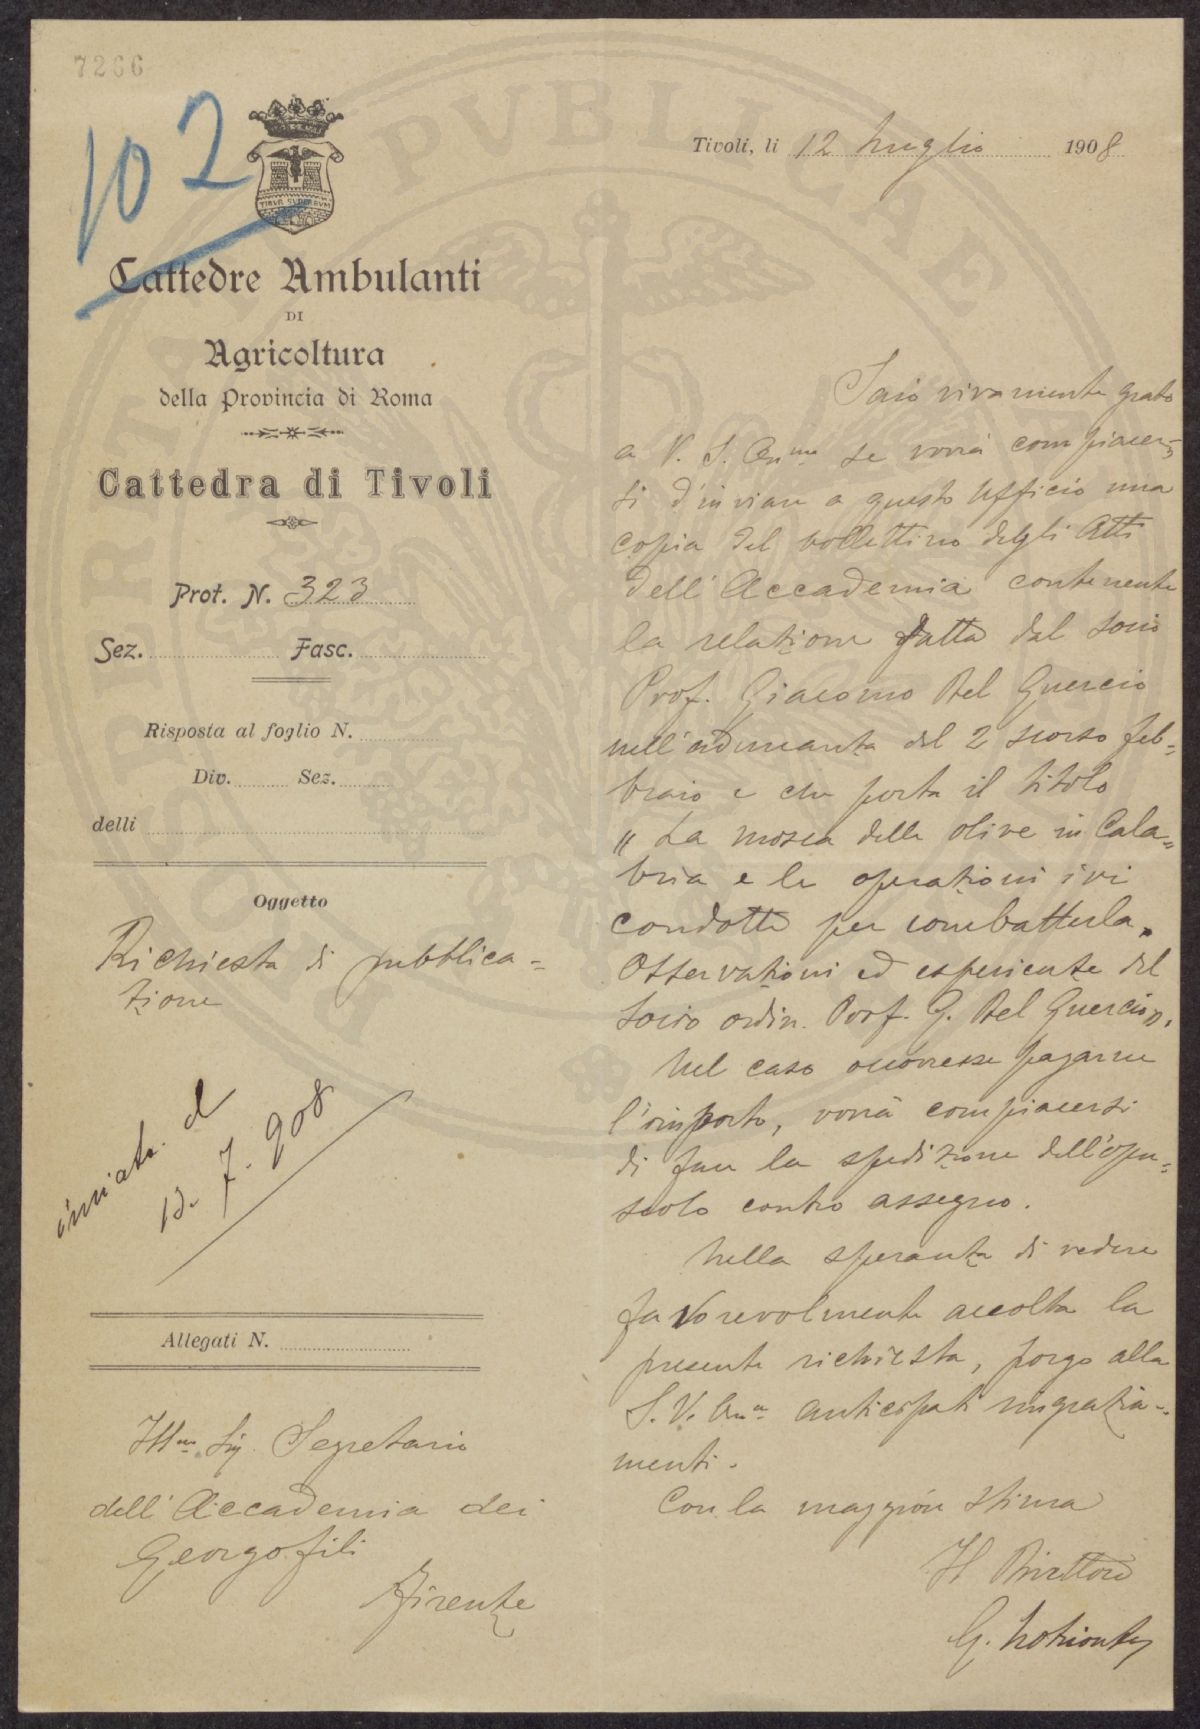 7266
102
TIBUR SUPERBUM
Cattedre Ambulanti
DI
Agricoltura
della Provincia di Roma
Cattedra di Tivoli
Prot. N. 323
Sez. Fasc.
Risposta al foglio N.
Div. Sez.
delli
Oggetto
Richiesta di pubblica=
zione
inviato d
13. 7. 908
Allegati N.
Ill.mo Sig. Segretario
dell'Accademia dei
Georgofili
Firenze
Tivoli, li 12 Luglio 1908
Sarò vivamente grato
a V. S. On.ma se vorrà compiacer=
si d'inviare a questo Ufficio una
copia del bollettino degli Atti
dell'Accademia contenente
la relazione fatta dal socio
Prof. Giacomo Del Guercio
nell'adunanza del 2 scorso feb=
braio e che porta il titolo
"La mosca delle olive in Cala=
bria e le operazioni ivi
condotte per combatterla.
Osservazioni ed esperienze del
socio ordin. Prof. G. Del Guercio".
Nel caso occorresse pagarne
l'importo, vorrà compiacersi
di fare la spedizione dell'opu=
scolo contro assegno.
Nella speranza di vedere
favorevolmente accolta la
presente richiesta, porgo alla
S. V. On.ma anticipati ringrazia=
menti.
Con la maggior stima
Il Direttore
G.